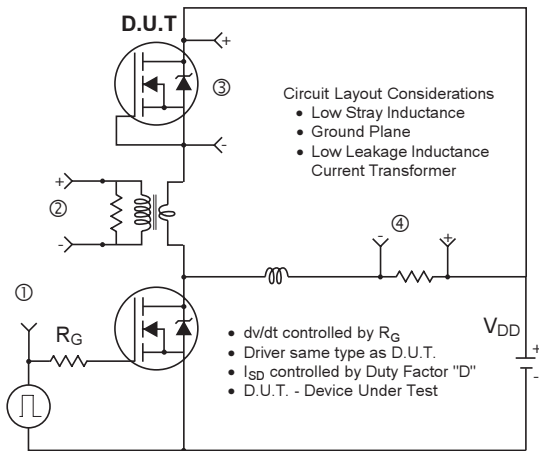 D.U.T
+
③
-
Circuit Layout Considerations
• Low Stray Inductance
• Ground Plane
• Low Leakage Inductance
Current Transformer
+
②
-
④
-
+
①
RG
VDD
+
-
• dv/dt controlled by RG
• Driver same type as D.U.T.
• ISD controlled by Duty Factor "D"
• D.U.T. - Device Under Test